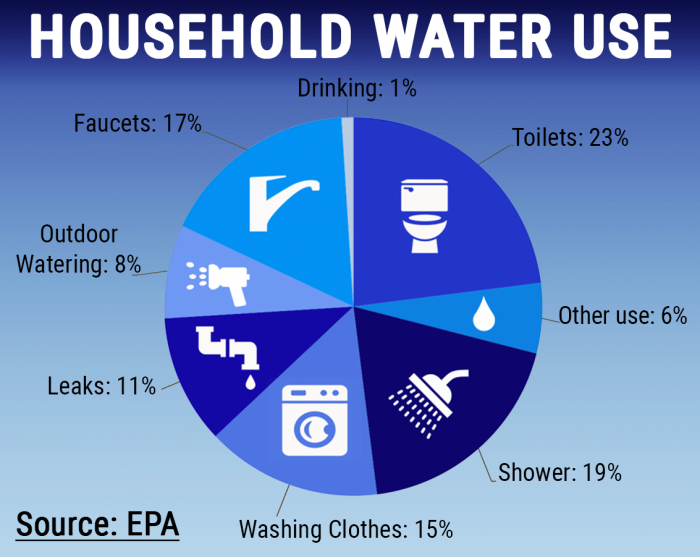 HOUSEHOLD WATER USE
Drinking: 1%
Faucets: 17%
Toilets: 23%
Outdoor
Watering: 8%
Other use: 6%
Leaks: 11%
Shower: 19%
Washing Clothes: 15%
Source: EPA